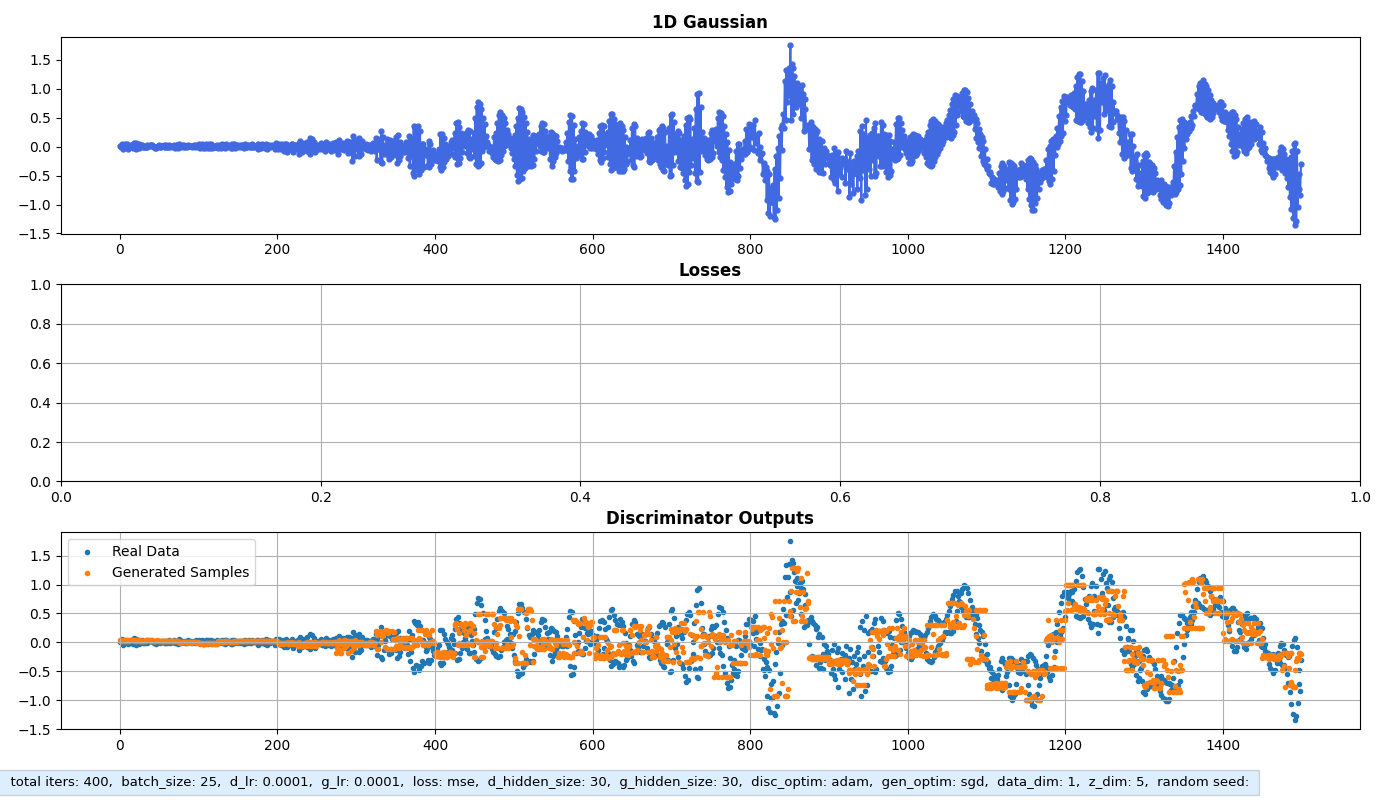 1D Gaussian
1.5
1.0
0.5
0.0
−0.5
−1.0
−1.5
0 200 400 600 800 1000 1200 1400
Losses
1.0
0.8
0.6
0.4
0.2
0.0
0.0 0.2 0.4 0.6 0.8 1.0
Discriminator Outputs
Real Data
Generated Samples
1.5
1.0
0.5
0.0
−0.5
−1.0
−1.5
0 200 400 600 800 1000 1200 1400
total iters: 400, batch_size: 25, d_lr: 0.0001, g_lr: 0.0001, loss: mse, d_hidden_size: 30, g_hidden_size: 30, disc_optim: adam, gen_optim: sgd, data_dim: 1, z_dim: 5, random seed: